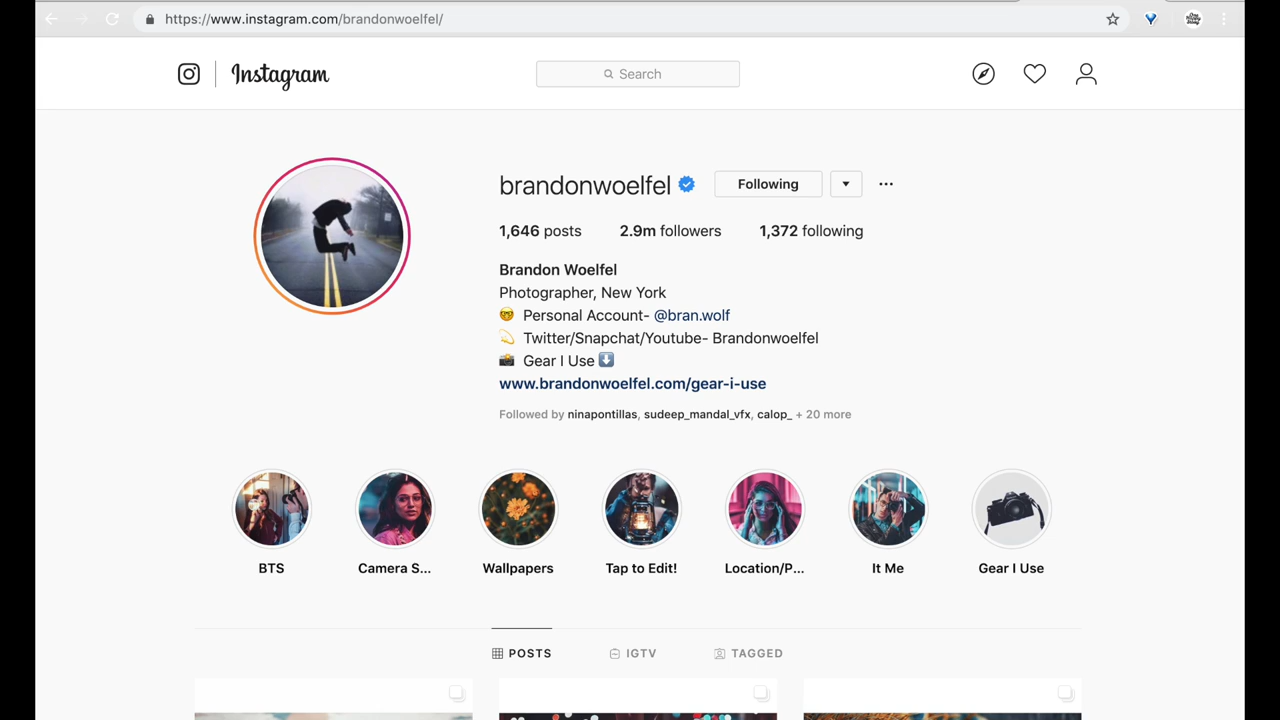 https://www.instagram.com/brandonwoelfel/
Instagram
Search
brandonwoelfel
Following
1,646 posts 2.9m followers 1,372 following
Brandon Woelfel
Photographer, New York
🤓 Personal Account- @bran.wolf
💫 Twitter/Snapchat/Youtube- Brandonwoelfel
📸 Gear I Use ⬇️
www.brandonwoelfel.com/gear-i-use
Followed by ninapontillas, sudeep_mandal_vfx, calop_ + 20 more
BTS Camera S... Wallpapers Tap to Edit! Location/P... It Me Gear I Use
POSTS IGTV TAGGED